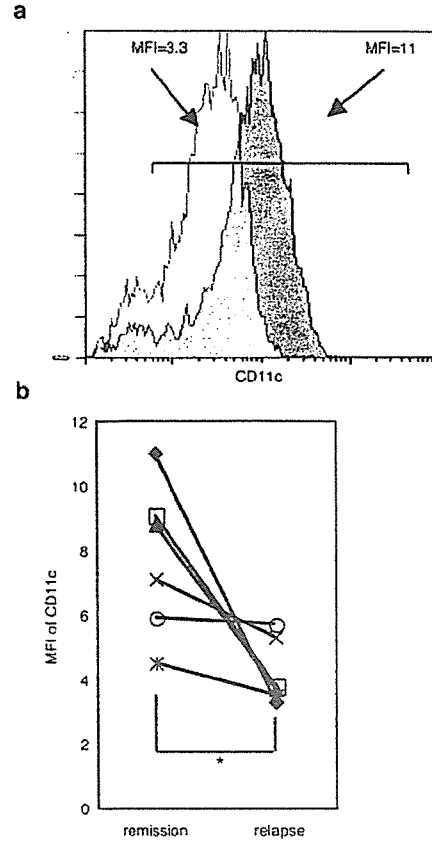 a
MFI=3.3
MFI=11
CD11c
b
12
10
8
6
4
2
0
MFI of CD11c
*
remission
relapse